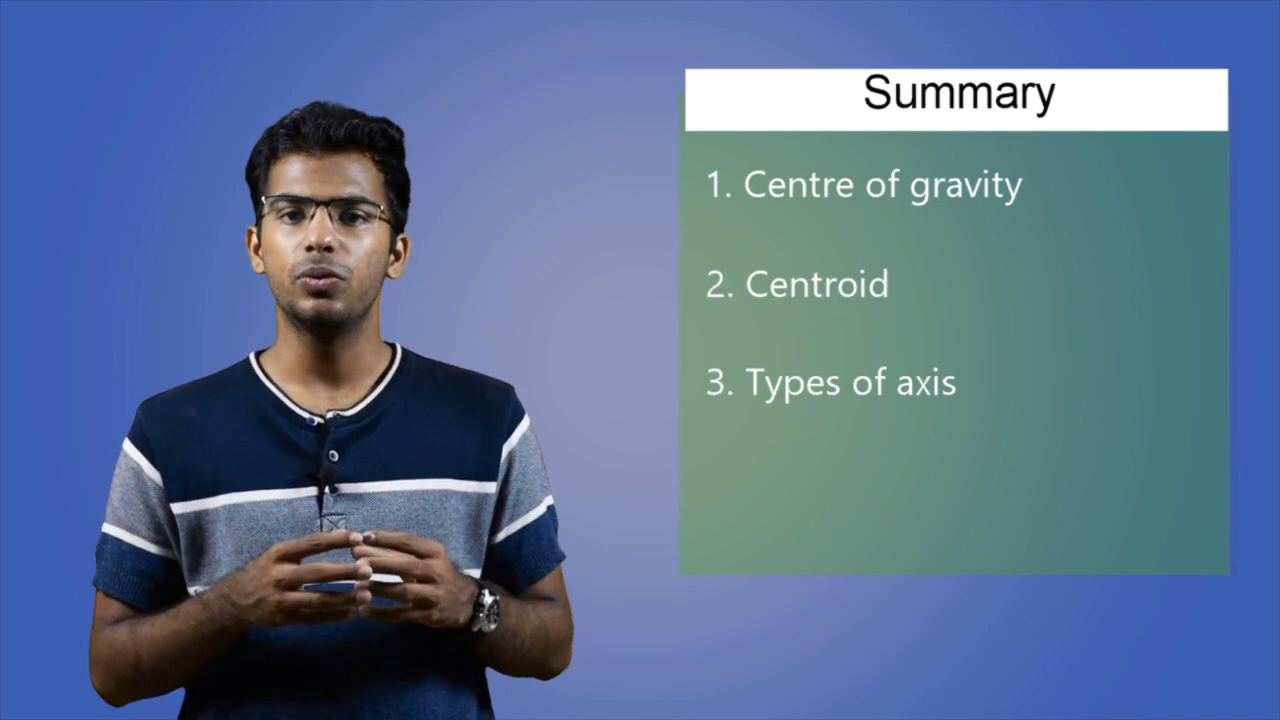 Summary
1. Centre of gravity
2. Centroid
3. Types of axis